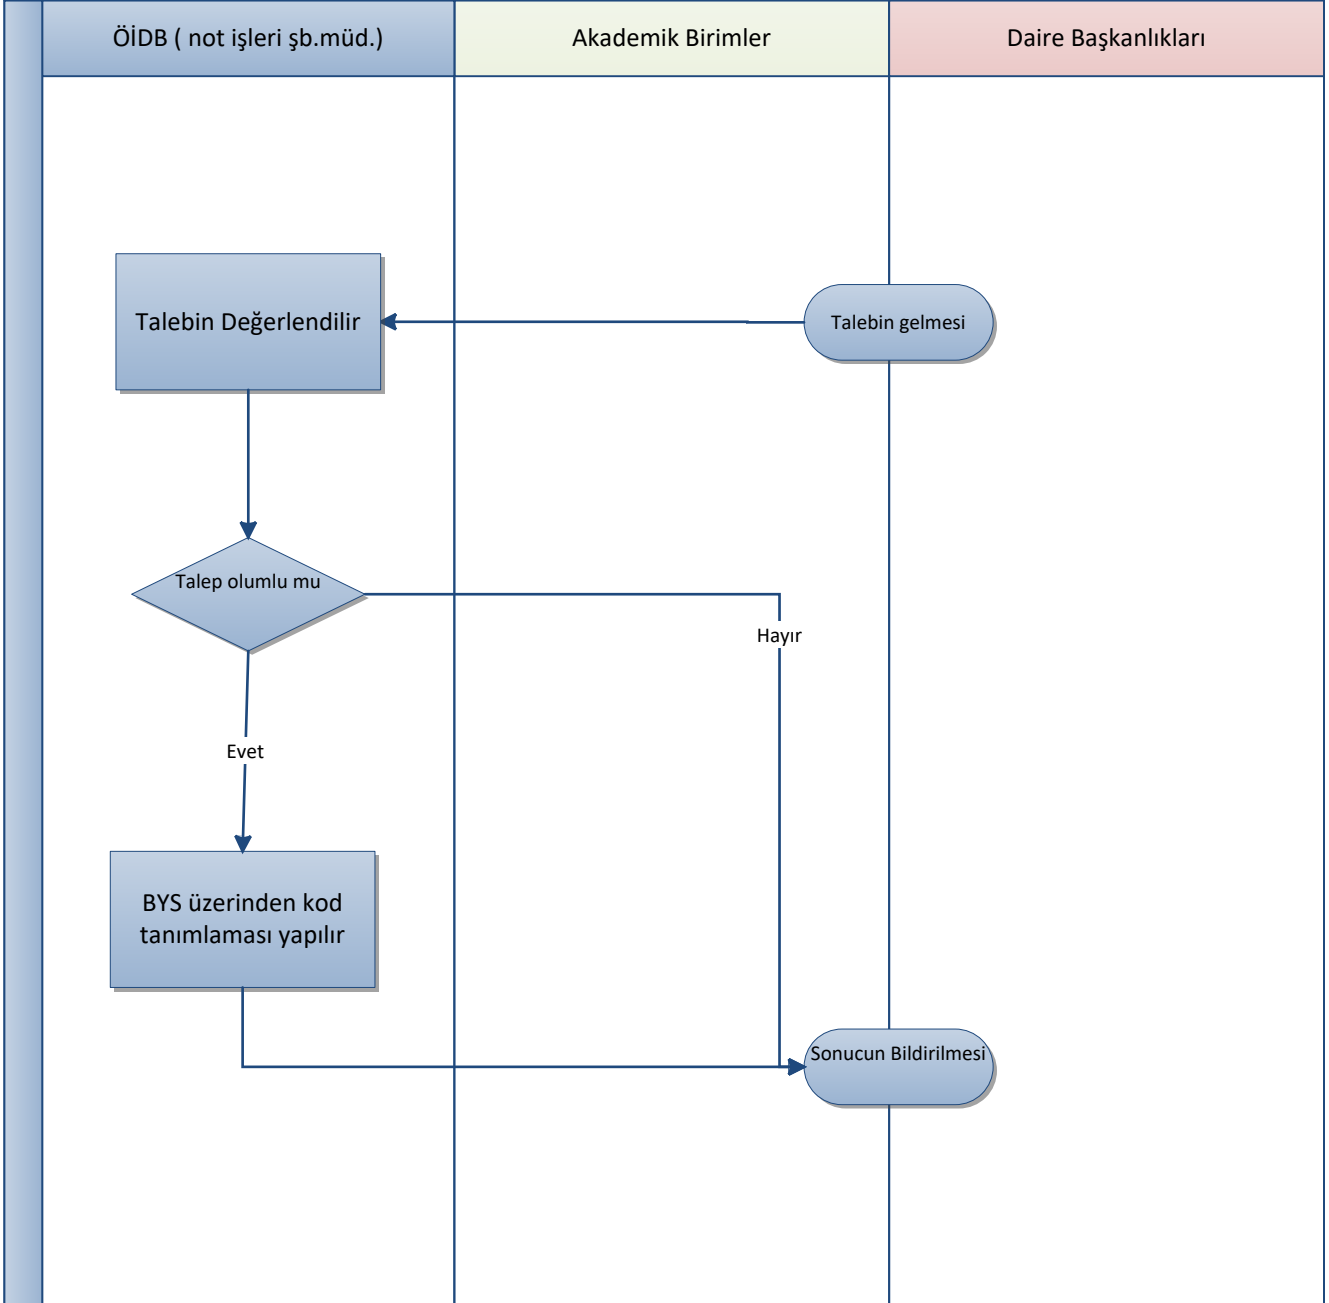 ÖİDB ( not işleri şb.müd.)
Akademik Birimler
Daire Başkanlıkları
Talebin Değerlendilir
Talebin gelmesi
Talep olumlu mu
Hayır
Evet
BYS üzerinden kod
tanımlaması yapılır
Sonucun Bildirilmesi